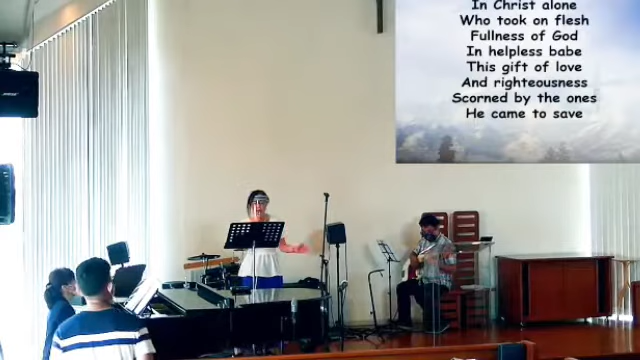 In Christ alone
Who took on flesh
Fullness of God
In helpless babe
This gift of love
And righteousness
Scorned by the ones
He came to save